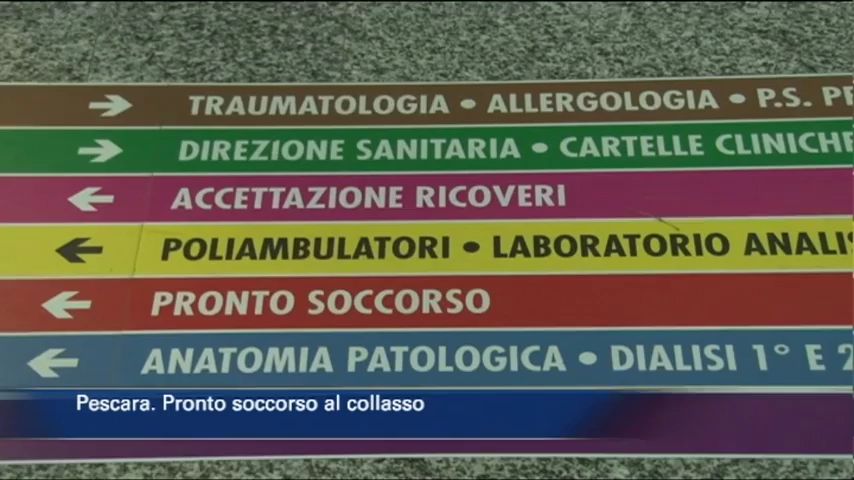 TRAUMATOLOGIA • ALLERGOLOGIA • P.S.
DIREZIONE SANITARIA • CARTELLE CLINICHE
ACCETTAZIONE RICOVERI
POLIAMBULATORI • LABORATORIO
PRONTO SOCCORSO
ANATOMIA PATOLOGICA • DIALISI 1° E 2
Pescara. Pronto soccorso al collasso